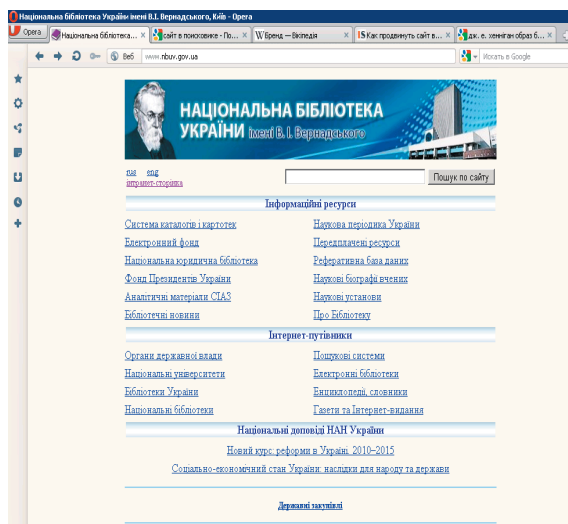 Національна бібліотека України імені В.І. Вернадського, Київ - Opera
Opera
Національна бібліотека...
сайт в поисковике - По...
Бренд — Вікіпедія
Как продвинуть сайт в...
дж. е. хенніган образ б...
Веб
www.nbuv.gov.ua
Искать в Google
НАЦІОНАЛЬНА БІБЛІОТЕКА
УКРАЇНИ імені В. І. Вернадського
rus eng
інтранет-сторінка
Пошук по сайту
Інформаційні ресурси
Система каталогів і картотек
Наукова періодика України
Електронний фонд
Передплачені ресурси
Національна юридична бібліотека
Реферативна база даних
Фонд Президентів України
Наукові біографії вчених
Аналітичні матеріали СІАЗ
Наукові установи
Бібліотечні новини
Про Бібліотеку
Інтернет-путівники
Органи державної влади
Пошукові системи
Національні університети
Електронні бібліотеки
Бібліотеки України
Енциклопедії, словники
Національні бібліотеки
Газети та Інтернет-видання
Національні доповіді НАН України
Новий курс: реформи в Україні. 2010–2015
Соціально-економічний стан України: наслідки для народу та держави
Державні закупівлі